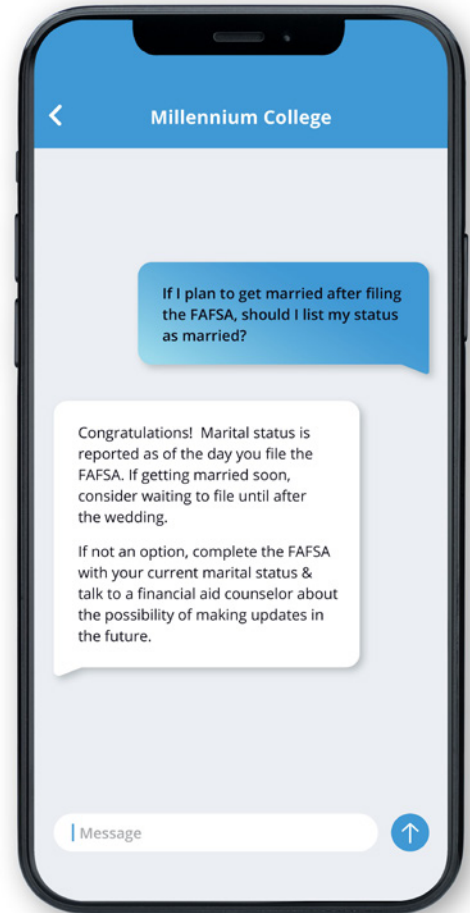 Millennium College
If I plan to get married after filing
the FAFSA, should I list my status
as married?
Congratulations!  Marital status is
reported as of the day you file the
FAFSA. If getting married soon,
consider waiting to file until after
the wedding.
If not an option, complete the FAFSA
with your current marital status &
talk to a financial aid counselor about
the possibility of making updates in
the future.
Message